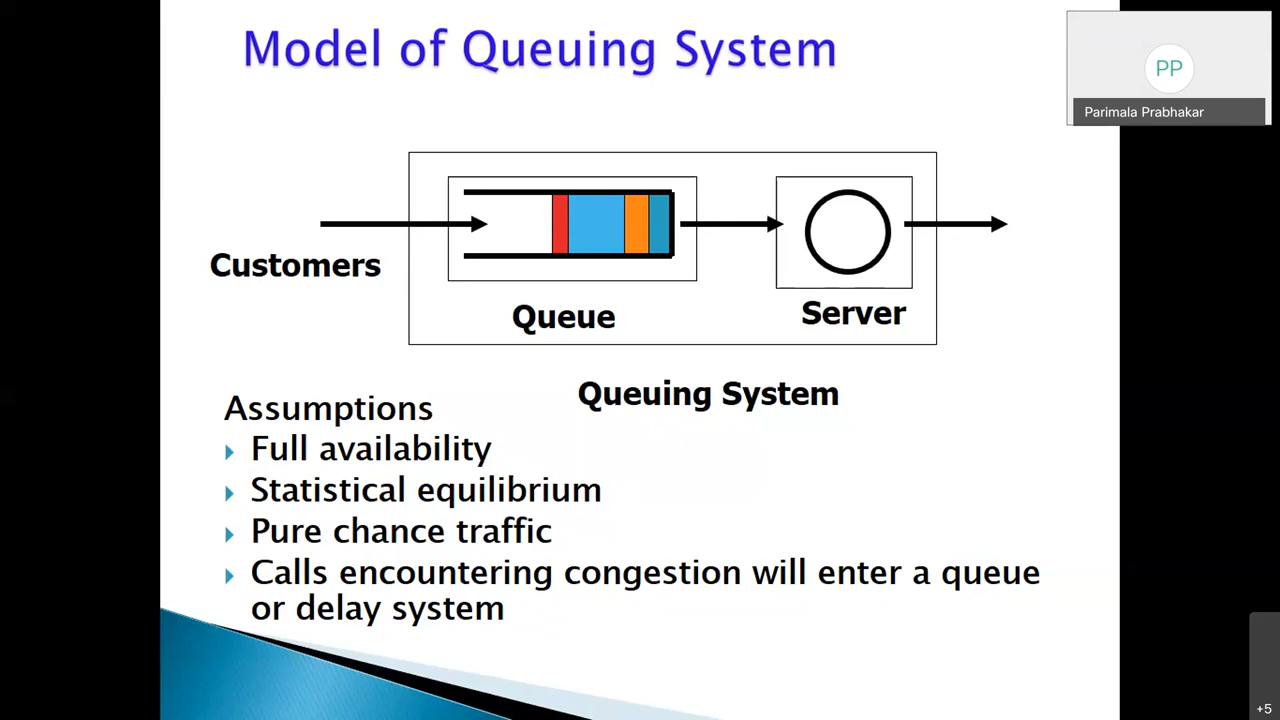 Model of Queuing System
PP
Parimala Prabhakar
Customers
Queue
Server
Queuing System
Assumptions
Full availability
Statistical equilibrium
Pure chance traffic
Calls encountering congestion will enter a queue
or delay system
+5